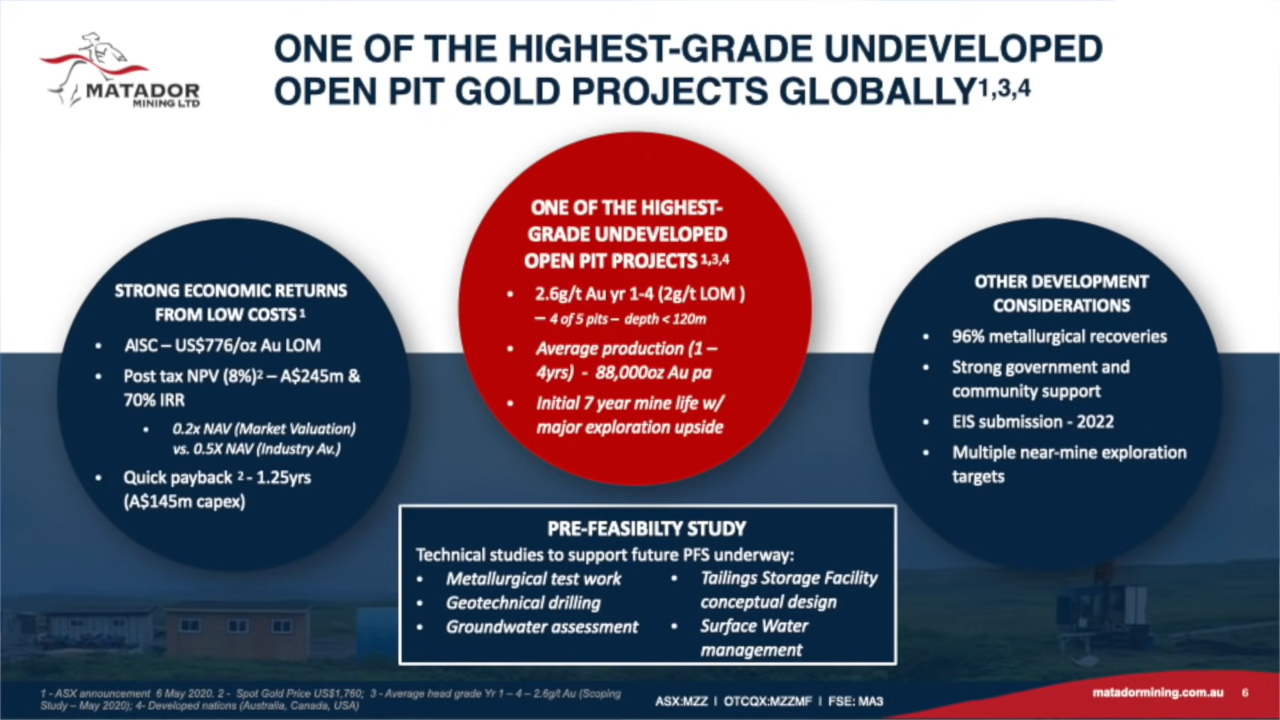 MATADOR
MINING LTD
ONE OF THE HIGHEST-GRADE UNDEVELOPED
OPEN PIT GOLD PROJECTS GLOBALLY1,3,4
STRONG ECONOMIC RETURNS
FROM LOW COSTS 1
• AISC – US$776/oz Au LOM
• Post tax NPV (8%)2 – A$245m &
70% IRR
• 0.2x NAV (Market Valuation)
vs. 0.5X NAV (Industry Av.)
• Quick payback 2 - 1.25yrs
(A$145m capex)
ONE OF THE HIGHEST-
GRADE UNDEVELOPED
OPEN PIT PROJECTS 1,3,4
• 2.6g/t Au yr 1-4 (2g/t LOM )
– 4 of 5 pits – depth < 120m
• Average production (1 –
4yrs) - 88,000oz Au pa
• Initial 7 year mine life w/
major exploration upside
OTHER DEVELOPMENT
CONSIDERATIONS
• 96% metallurgical recoveries
• Strong government and
community support
• EIS submission - 2022
• Multiple near-mine exploration
targets
PRE-FEASIBILTY STUDY
Technical studies to support future PFS underway:
• Metallurgical test work
• Geotechnical drilling
• Groundwater assessment
• Tailings Storage Facility
conceptual design
• Surface Water
management
1 - ASX announcement 6 May 2020. 2 - Spot Gold Price US$1,760; 3 - Average head grade Yr 1 – 4 – 2.6g/t Au (Scoping
Study – May 2020); 4- Developed nations (Australia, Canada, USA)
ASX:MZZ | OTCQX:MZZMF | FSE: MA3
matadormining.com.au 6